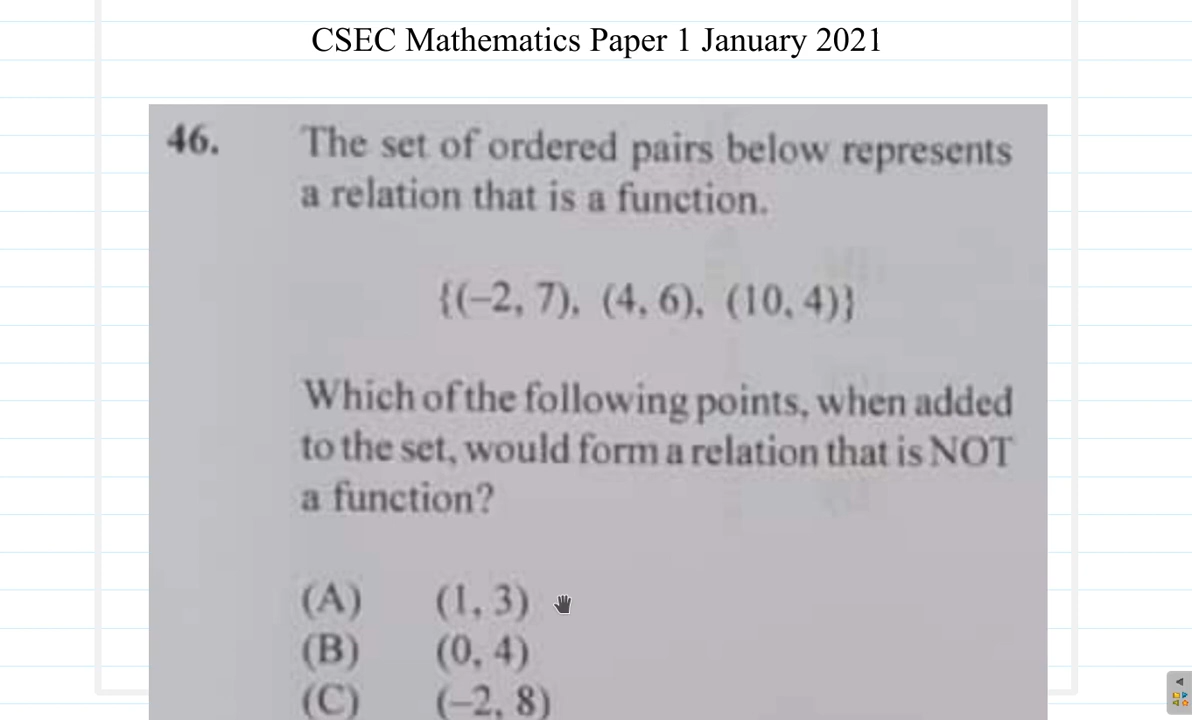 CSEC Mathematics Paper 1 January 2021
46. The set of ordered pairs below represents
a relation that is a function.
{(–2, 7), (4, 6), (10, 4)}
Which of the following points, when added
to the set, would form a relation that is NOT
a function?
(A) (1, 3)
(B) (0, 4)
(C) (–2, 8)